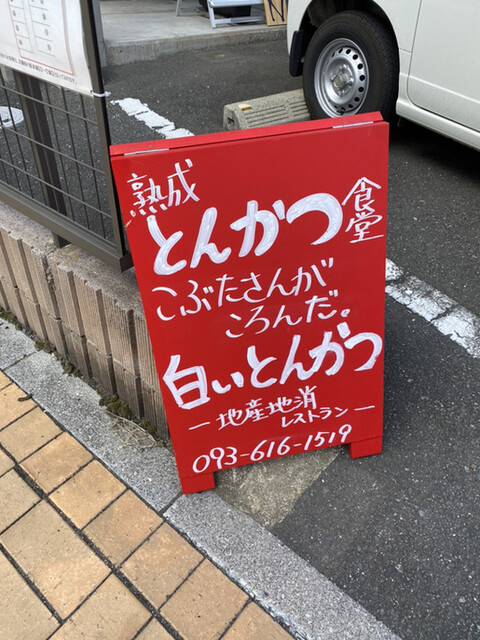 熟成
とんかつ食堂
こぶたさんが
ころんだ。
白いとんかつ
ー地産地消
レストランー
093-616-1519